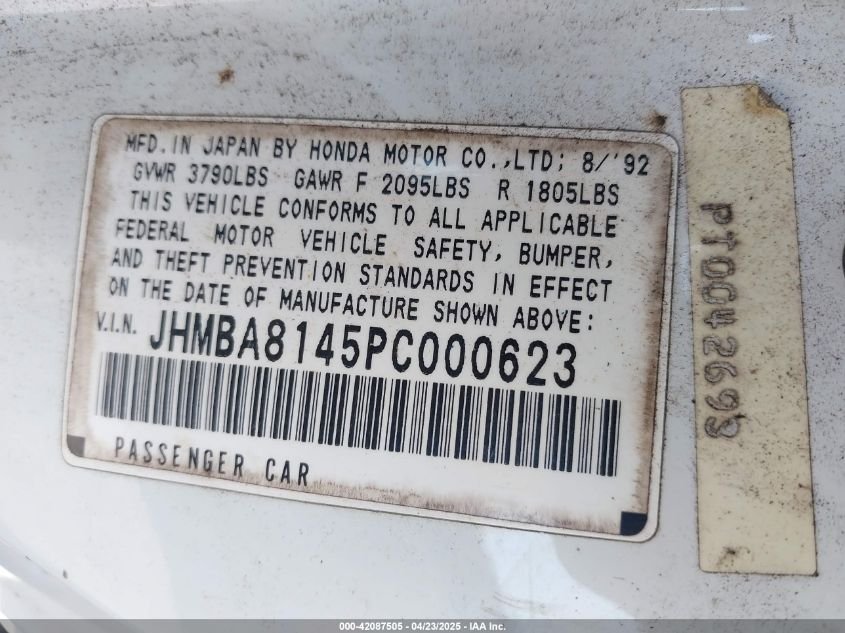 MFD.IN JAPAN BY HONDA MOTOR CO.,LTD; 8/'92
GVWR 3790LBS GAWR F 2095LBS R 1805LBS
THIS VEHICLE CONFORMS TO ALL APPLICABLE
FEDERAL MOTOR VEHICLE SAFETY, BUMPER,
AND THEFT PREVENTION STANDARDS IN EFFECT
ON THE DATE OF MANUFACTURE SHOWN ABOVE:
V.I.N. JHMBA8145PC000623
PASSENGER CAR
PT0042693
000-42087505 - 04/23/2025 - IAA Inc.